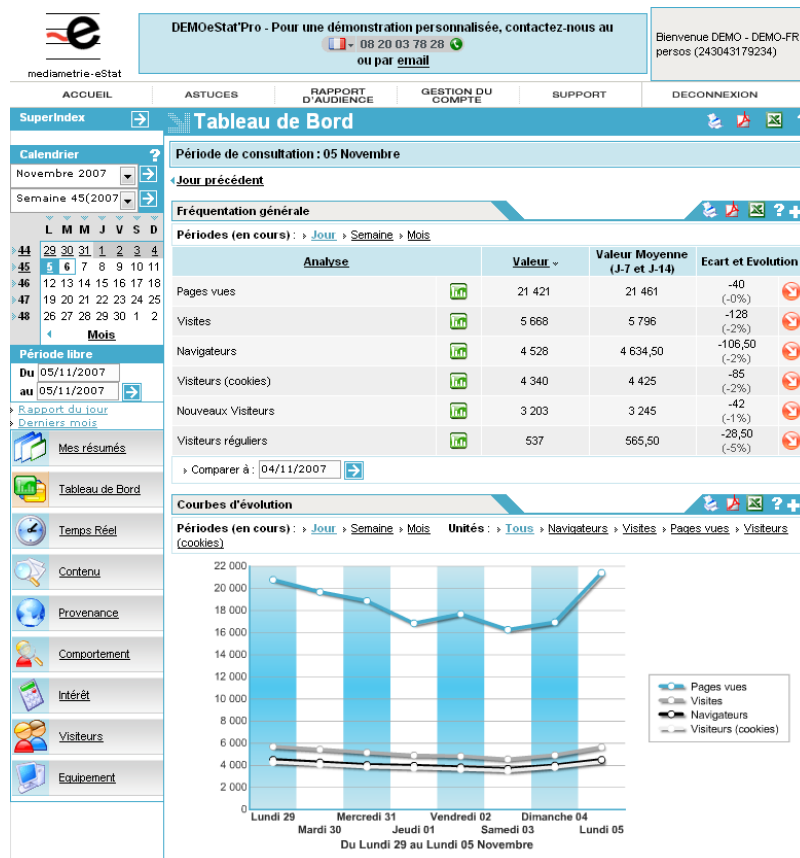 mediametrie-eStat
DEMOeStat'Pro - Pour une démonstration personnalisée, contactez-nous au
08 20 03 78 28
ou par email
Bienvenue DEMO - DEMO-FR
persos (243043179234)
ACCUEIL
ASTUCES
RAPPORT D'AUDIENCE
GESTION DU COMPTE
SUPPORT
DECONNEXION
SuperIndex
Calendrier ?
Novembre 2007
Semaine 45(2007
L M M J V S D
44 29 30 31 1 2 3 4
45 5 6 7 8 9 10 11
46 12 13 14 15 16 17 18
47 19 20 21 22 23 24 25
48 26 27 28 29 30 1 2
Mois
Période libre
Du 05/11/2007
au 05/11/2007
Rapport du jour
Derniers mois
Mes résumés
Tableau de Bord
Temps Réel
Contenu
Provenance
Comportement
Intérêt
Visiteurs
Equipement
Tableau de Bord
Période de consultation : 05 Novembre
Jour précédent
Fréquentation générale ? +
Périodes (en cours) : Jour Semaine Mois
Analyse Valeur Valeur Moyenne (J-7 et J-14) Ecart et Evolution
Pages vues 21 421 21 461 -40 (-0%)
Visites 5 668 5 796 -128 (-2%)
Navigateurs 4 528 4 634,50 -106,50 (-2%)
Visiteurs (cookies) 4 340 4 425 -85 (-2%)
Nouveaux Visiteurs 3 203 3 245 -42 (-1%)
Visiteurs réguliers 537 565,50 -28,50 (-5%)
Comparer à : 04/11/2007
Courbes d'évolution ? +
Périodes (en cours) : Jour Semaine Mois Unités : Tous Navigateurs Visites Pages vues Visiteurs
(cookies)
22 000
20 000
18 000
16 000
14 000
12 000
10 000
8 000
6 000
4 000
2 000
0
Lundi 29 Mercredi 31 Vendredi 02 Dimanche 04
Mardi 30 Jeudi 01 Samedi 03 Lundi 05
Du Lundi 29 au Lundi 05 Novembre
Pages vues
Visites
Navigateurs
Visiteurs (cookies)